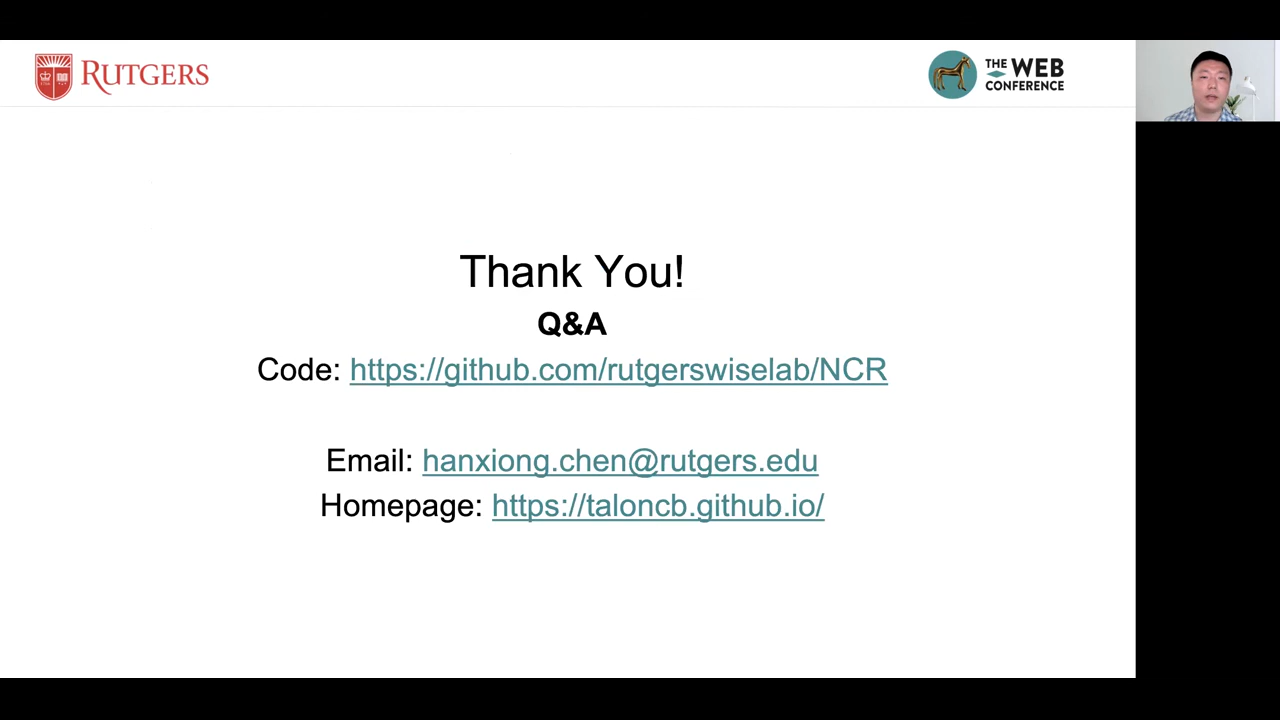 RUTGERS
THE WEB
CONFERENCE
Thank You!
Q&A
Code: https://github.com/rutgerswiselab/NCR
Email: hanxiong.chen@rutgers.edu
Homepage: https://taloncb.github.io/